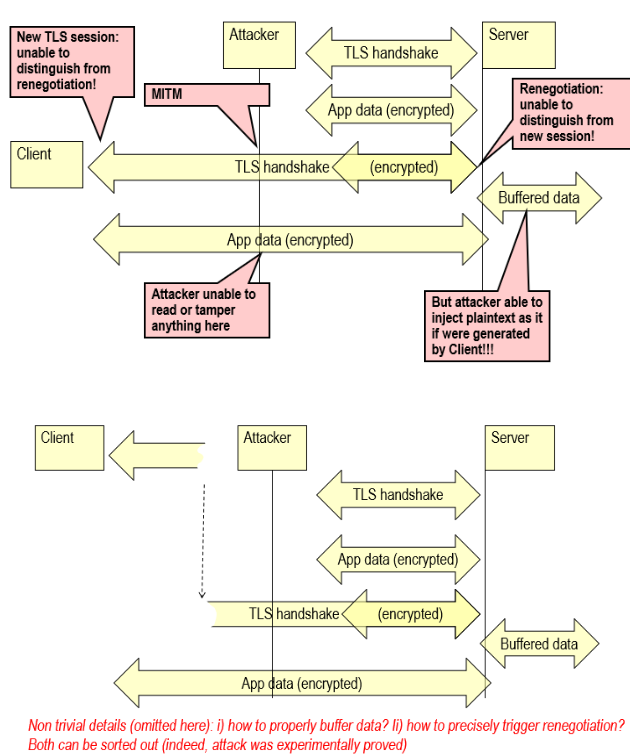 New TLS session:
unable to
distinguish from
renegotiation!
Attacker
Server
TLS handshake
MITM
App data (encrypted)
Renegotiation:
unable to
distinguish from
new session!
Client
TLS handshake
(encrypted)
Buffered data
App data (encrypted)
Attacker unable to
read or tamper
anything here
But attacker able to
inject plaintext as it
if were generated
by Client!!!
Client
Attacker
Server
TLS handshake
App data (encrypted)
TLS handshake
(encrypted)
Buffered data
App data (encrypted)
Non trivial details (omitted here): i) how to properly buffer data? Ii) how to precisely trigger renegotiation?
Both can be sorted out (indeed, attack was experimentally proved)